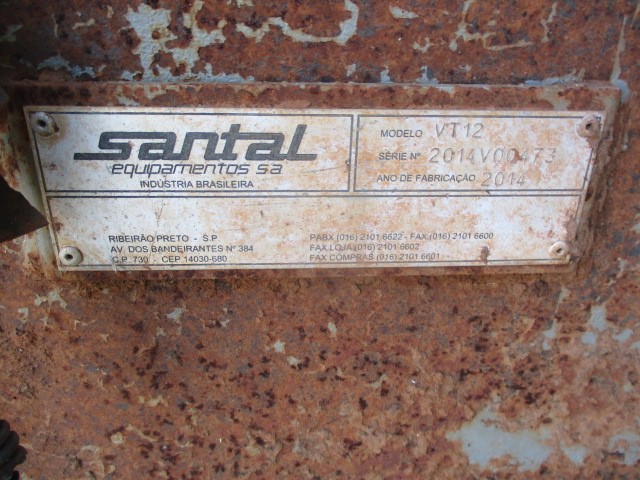 santal
equipamentos sa
INDÚSTRIA BRASILEIRA
MODELO VT12
SÉRIE Nº 2014V00473
ANO DE FABRICAÇÃO 2014
RIBEIRÃO PRETO - S.P
AV. DOS BANDEIRANTES Nº 384
C.P. 730 - CEP 14030-680
PABX (016) 2101 6622 - FAX (016) 2101 6600
FAX LOJA (016) 2101 6602
FAX COMPRAS (016) 2101 6601